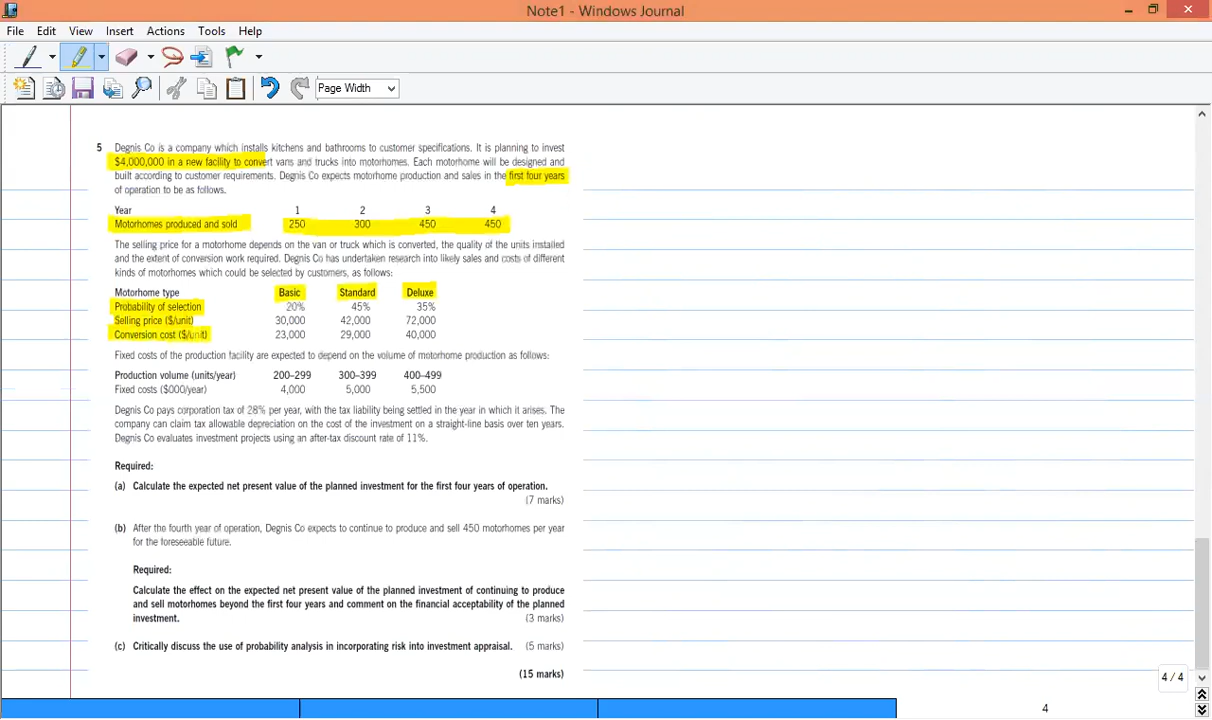 Note1 - Windows Journal
File Edit View Insert Actions Tools Help
Page Width
5 Degnis Co is a company which installs kitchens and bathrooms to customer specifications. It is planning to invest
$4,000,000 in a new facility to convert vans and trucks into motorhomes. Each motorhome will be designed and
built according to customer requirements. Degnis Co expects motorhome production and sales in the first four years
of operation to be as follows.
Year 1 2 3 4
Motorhomes produced and sold 250 300 450 450
The selling price for a motorhome depends on the van or truck which is converted, the quality of the units installed
and the extent of conversion work required. Degnis Co has undertaken research into likely sales and costs of different
kinds of motorhomes which could be selected by customers, as follows:
Motorhome type Basic Standard Deluxe
Probability of selection 20% 45% 35%
Selling price ($/unit) 30,000 42,000 72,000
Conversion cost ($/unit) 23,000 29,000 40,000
Fixed costs of the production facility are expected to depend on the volume of motorhome production as follows:
Production volume (units/year) 200–299 300–399 400–499
Fixed costs ($000/year) 4,000 5,000 5,500
Degnis Co pays corporation tax of 28% per year, with the tax liability being settled in the year in which it arises. The
company can claim tax allowable depreciation on the cost of the investment on a straight-line basis over ten years.
Degnis Co evaluates investment projects using an after-tax discount rate of 11%.
Required:
(a) Calculate the expected net present value of the planned investment for the first four years of operation.
(7 marks)
(b) After the fourth year of operation, Degnis Co expects to continue to produce and sell 450 motorhomes per year
for the foreseeable future.
Required:
Calculate the effect on the expected net present value of the planned investment of continuing to produce
and sell motorhomes beyond the first four years and comment on the financial acceptability of the planned
investment. (3 marks)
(c) Critically discuss the use of probability analysis in incorporating risk into investment appraisal. (5 marks)
(15 marks)
4 / 4
4